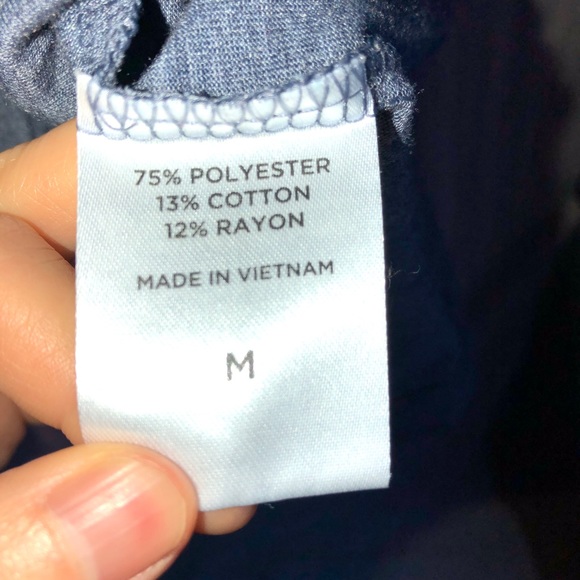 75% POLYESTER
13% COTTON
12% RAYON
MADE IN VIETNAM
M